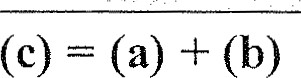 (c) = (a) + (b)